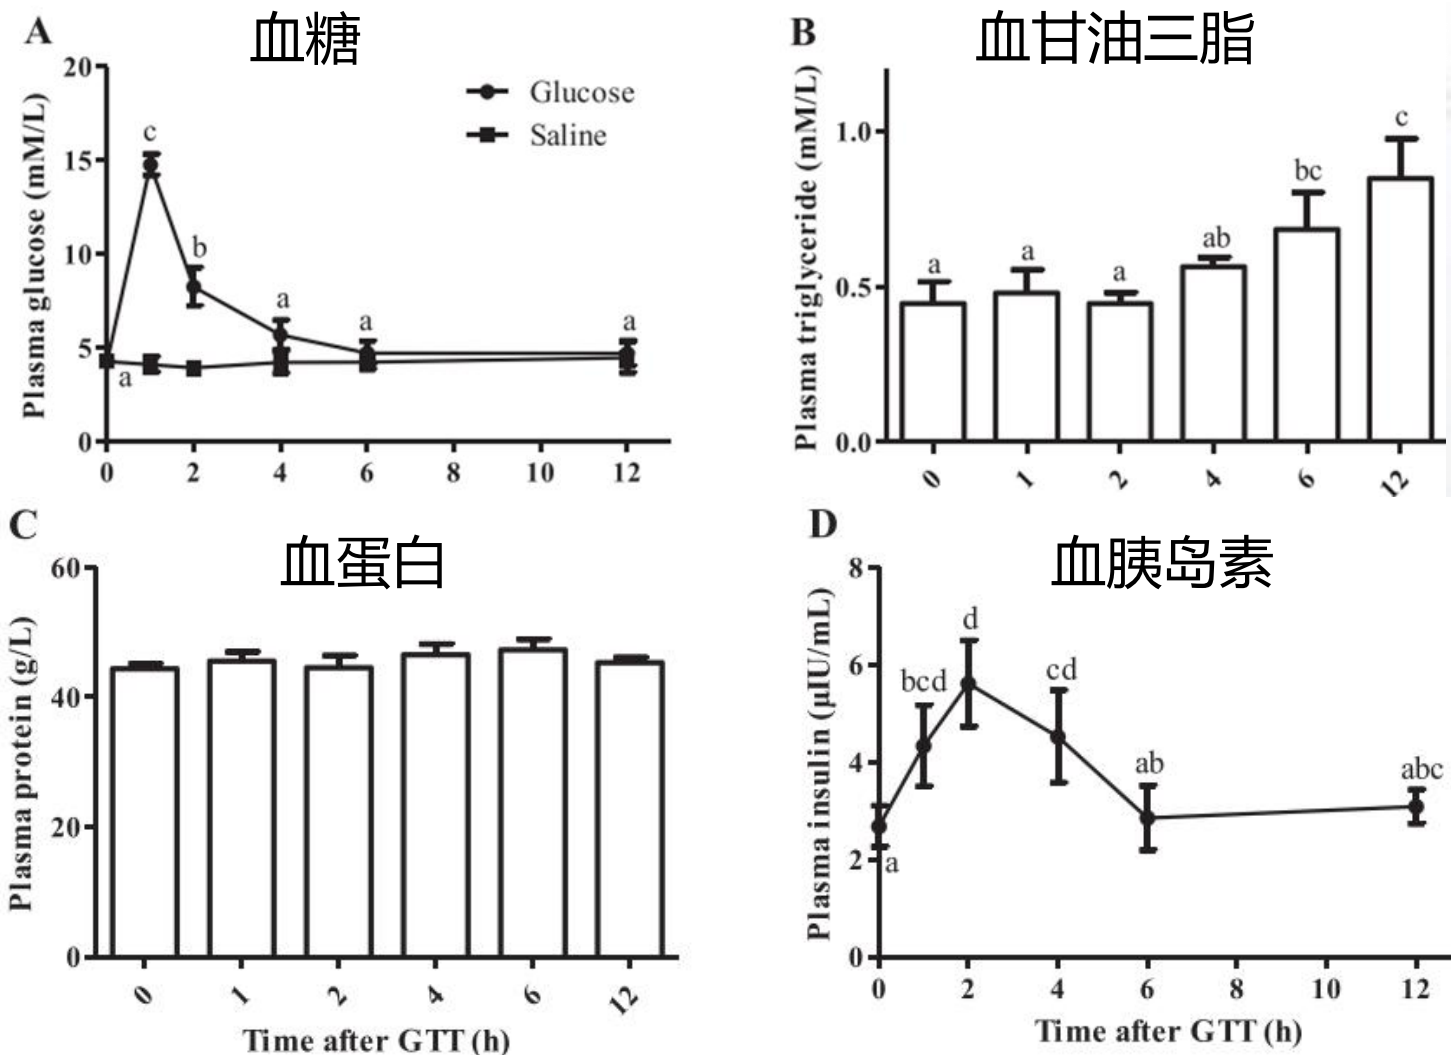 A
血糖
Plasma glucose (mM/L)
20
15
10
5
0
Glucose
Saline
c
b
a
a
a
a
0
2
4
6
8
10
12
B
血甘油三脂
Plasma triglyceride (mM/L)
1.0
0.5
0.0
a
a
a
ab
bc
c
0
1
2
4
6
12
C
血蛋白
Plasma protein (g/L)
60
40
20
0
0
1
2
4
6
12
Time after GTT (h)
D
血胰岛素
Plasma insulin (μIU/mL)
8
6
4
2
0
a
bcd
d
cd
ab
abc
0
2
4
6
8
10
12
Time after GTT (h)